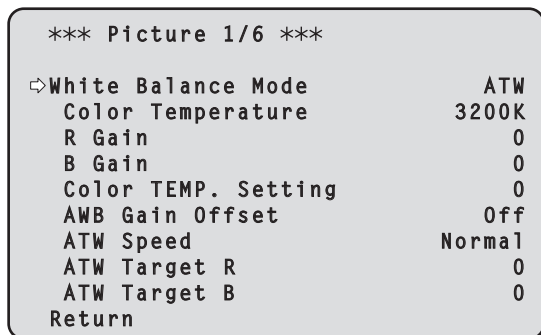 *** Picture 1/6 ***
⇨White Balance Mode ATW
Color Temperature 3200K
R Gain 0
B Gain 0
Color TEMP. Setting 0
AWB Gain Offset Off
ATW Speed Normal
ATW Target R 0
ATW Target B 0
Return